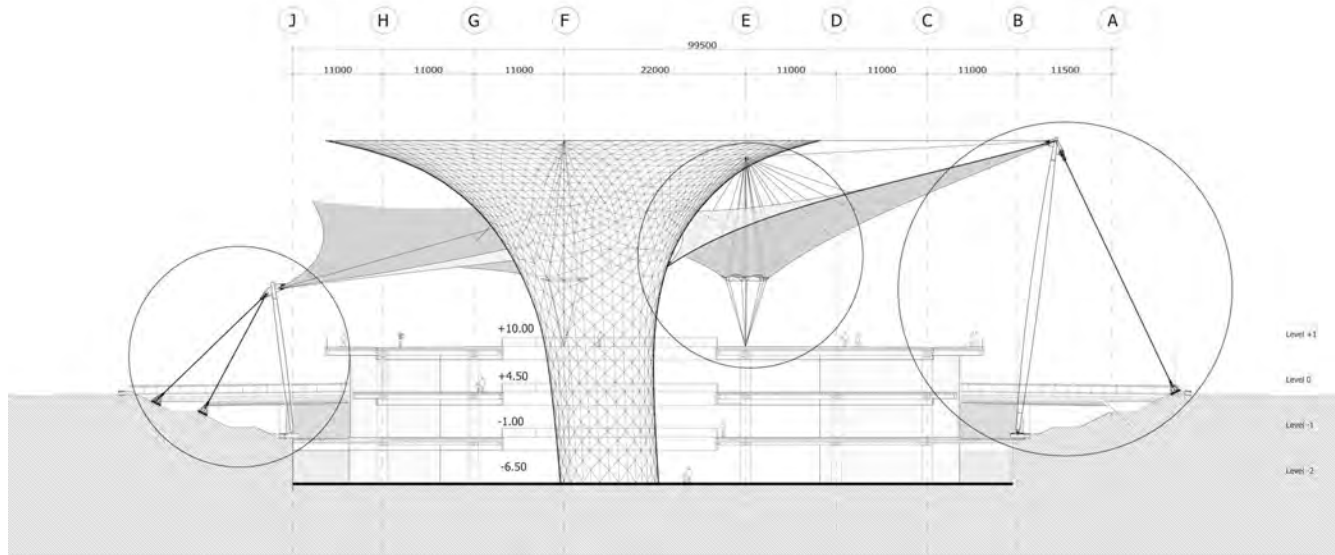 J H G F E D C B A
99500
11000 11000 11000 22000 11000 11000 11000 11500
+10.00
Level +1
+4.50
Level 0
-1.00
Level -1
-6.50
Level -2